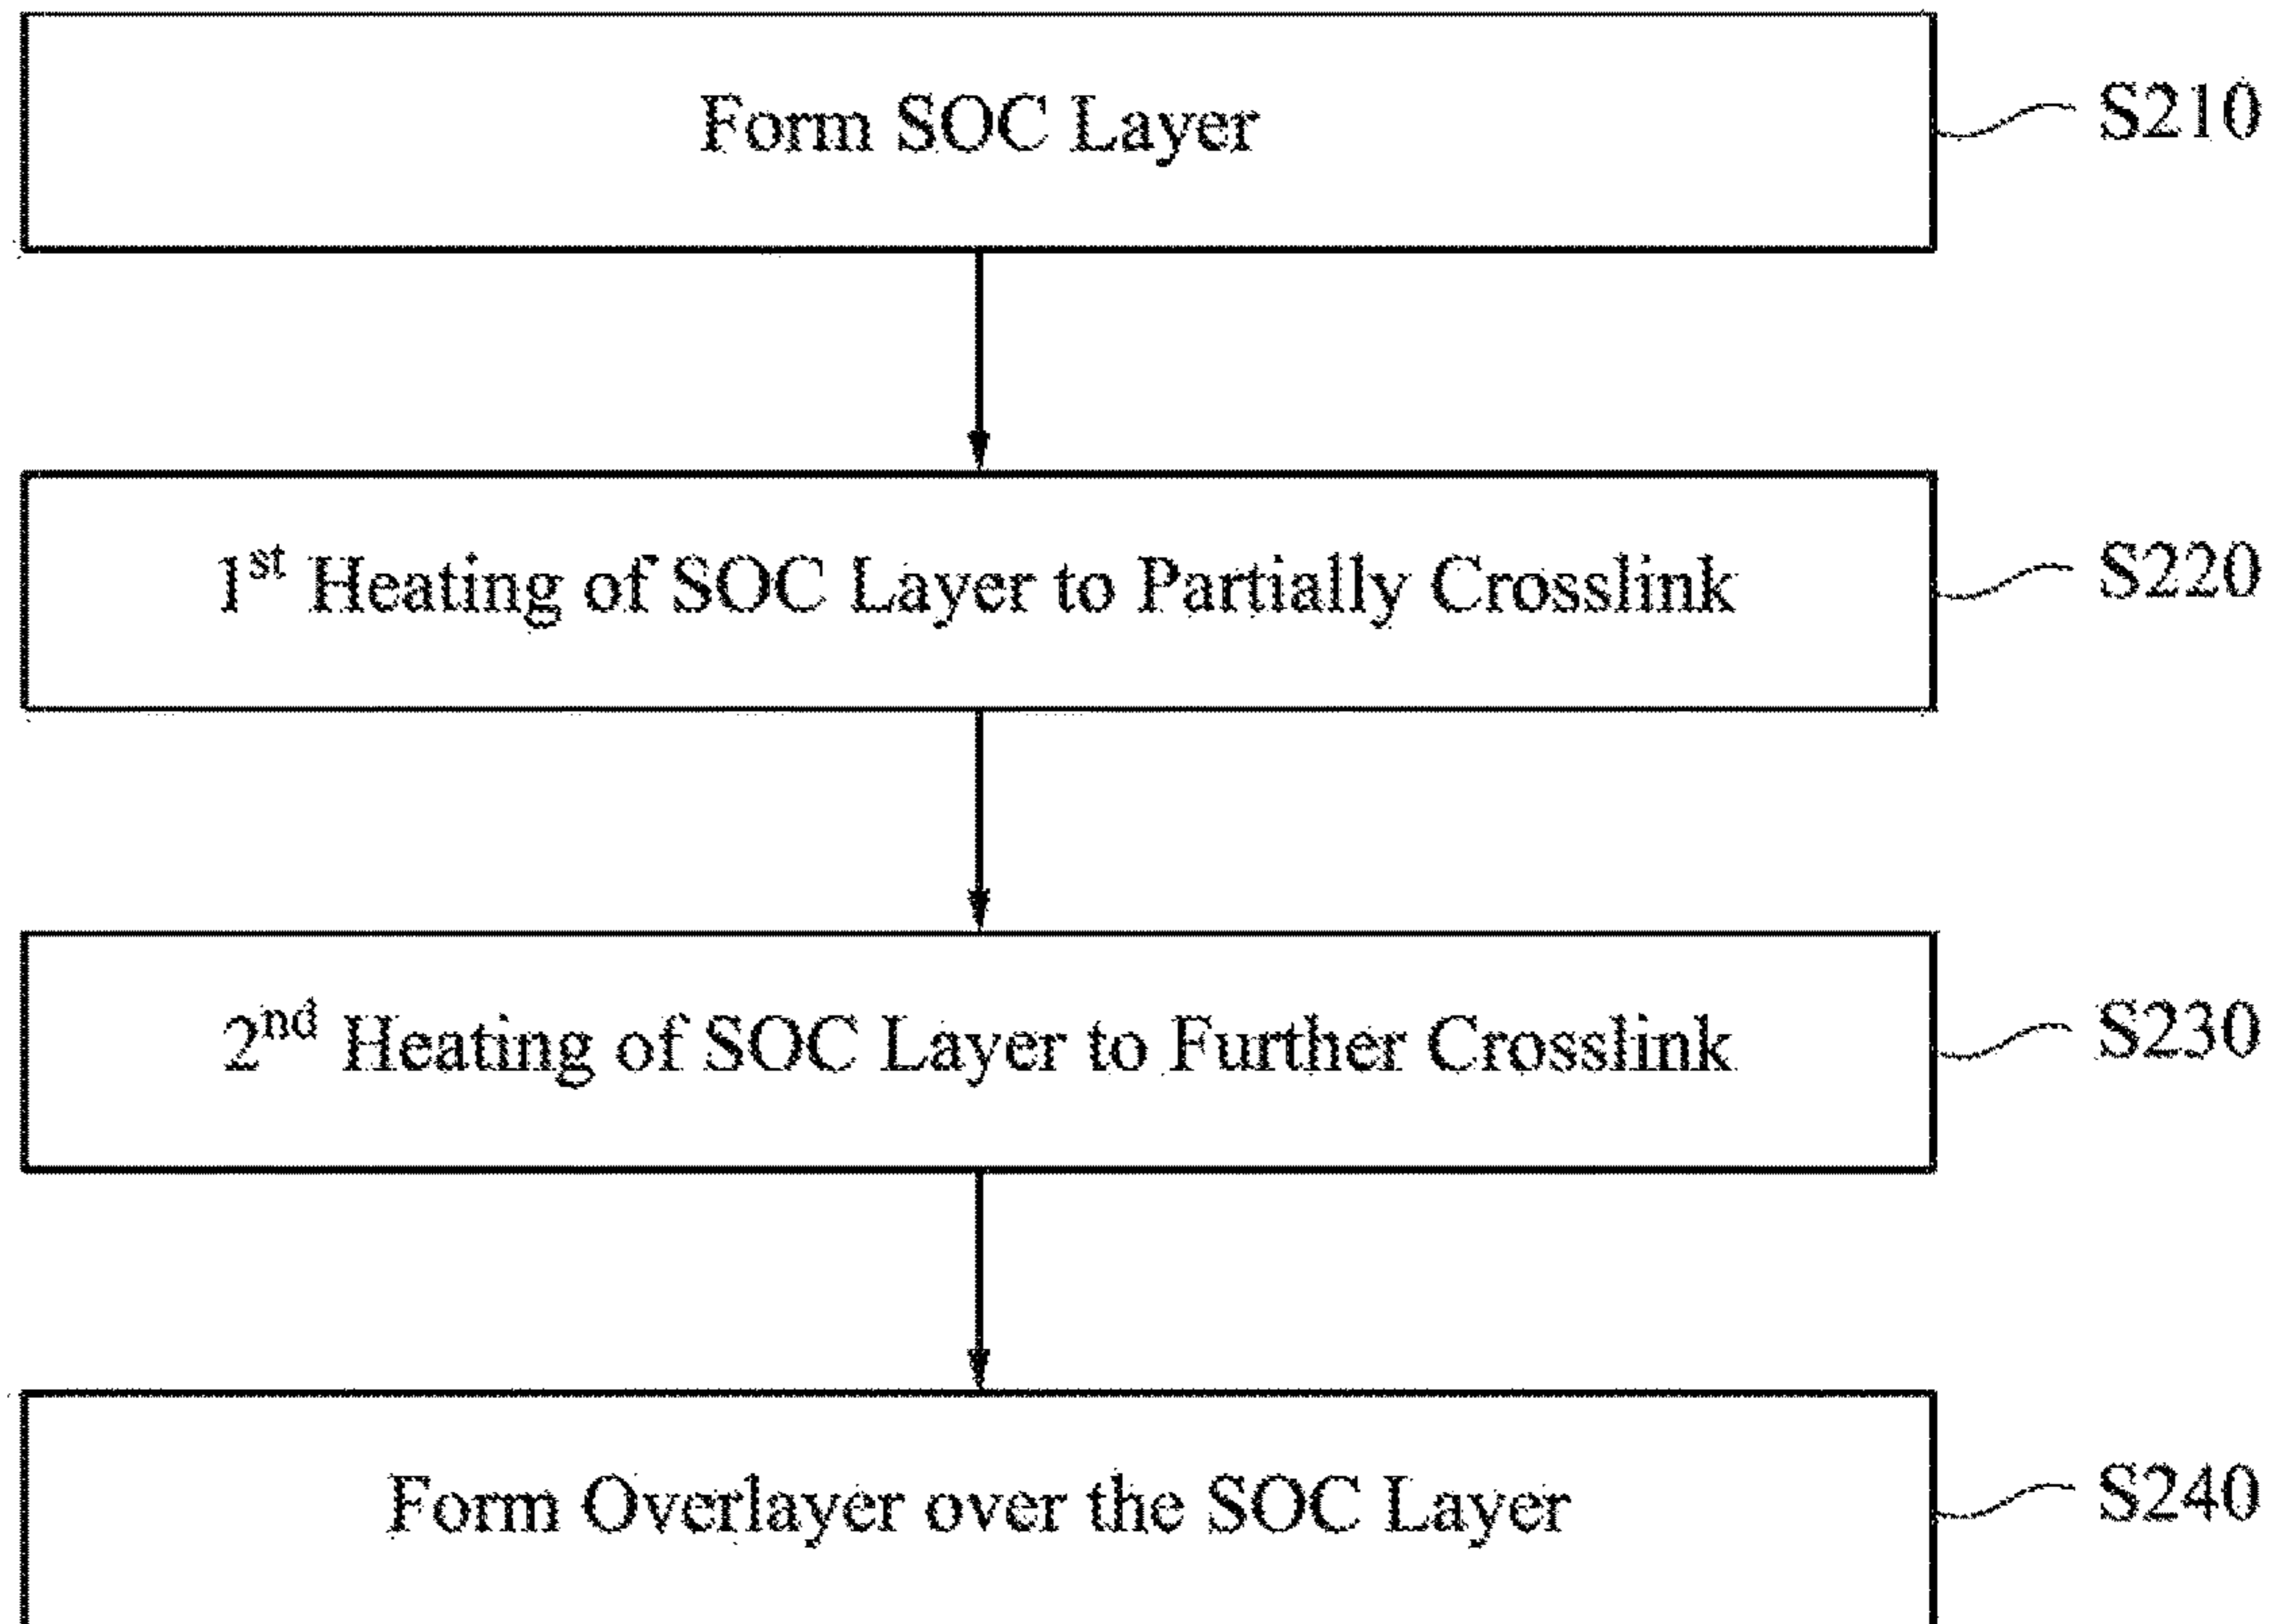 Form SOC Layer S210
1st Heating of SOC Layer to Partially Crosslink S220
2nd Heating of SOC Layer to Further Crosslink S230
Form Overlayer over the SOC Layer S240